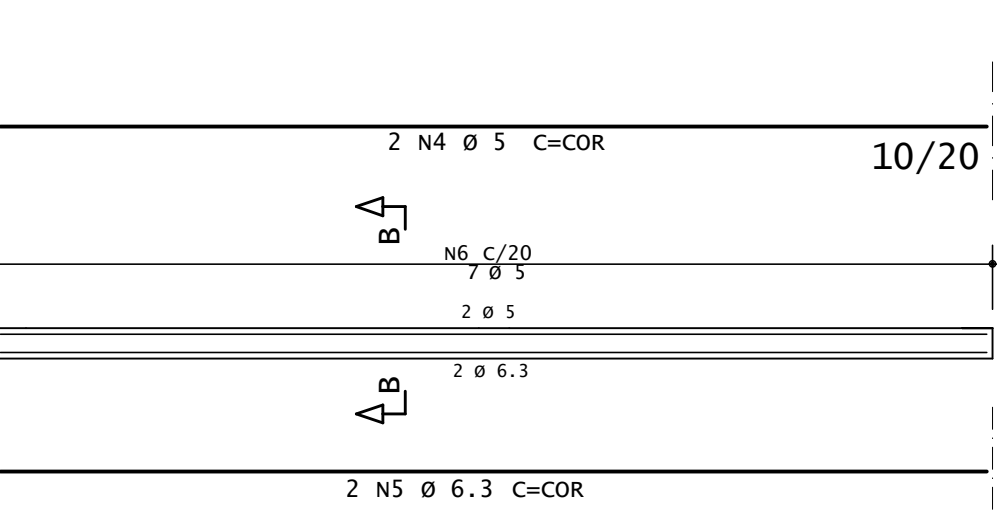 2 N4 Ø 5 C=COR
10/20
B
N6 C/20
7 Ø 5
2 Ø 5
2 Ø 6.3
B
2 N5 Ø 6.3 C=COR